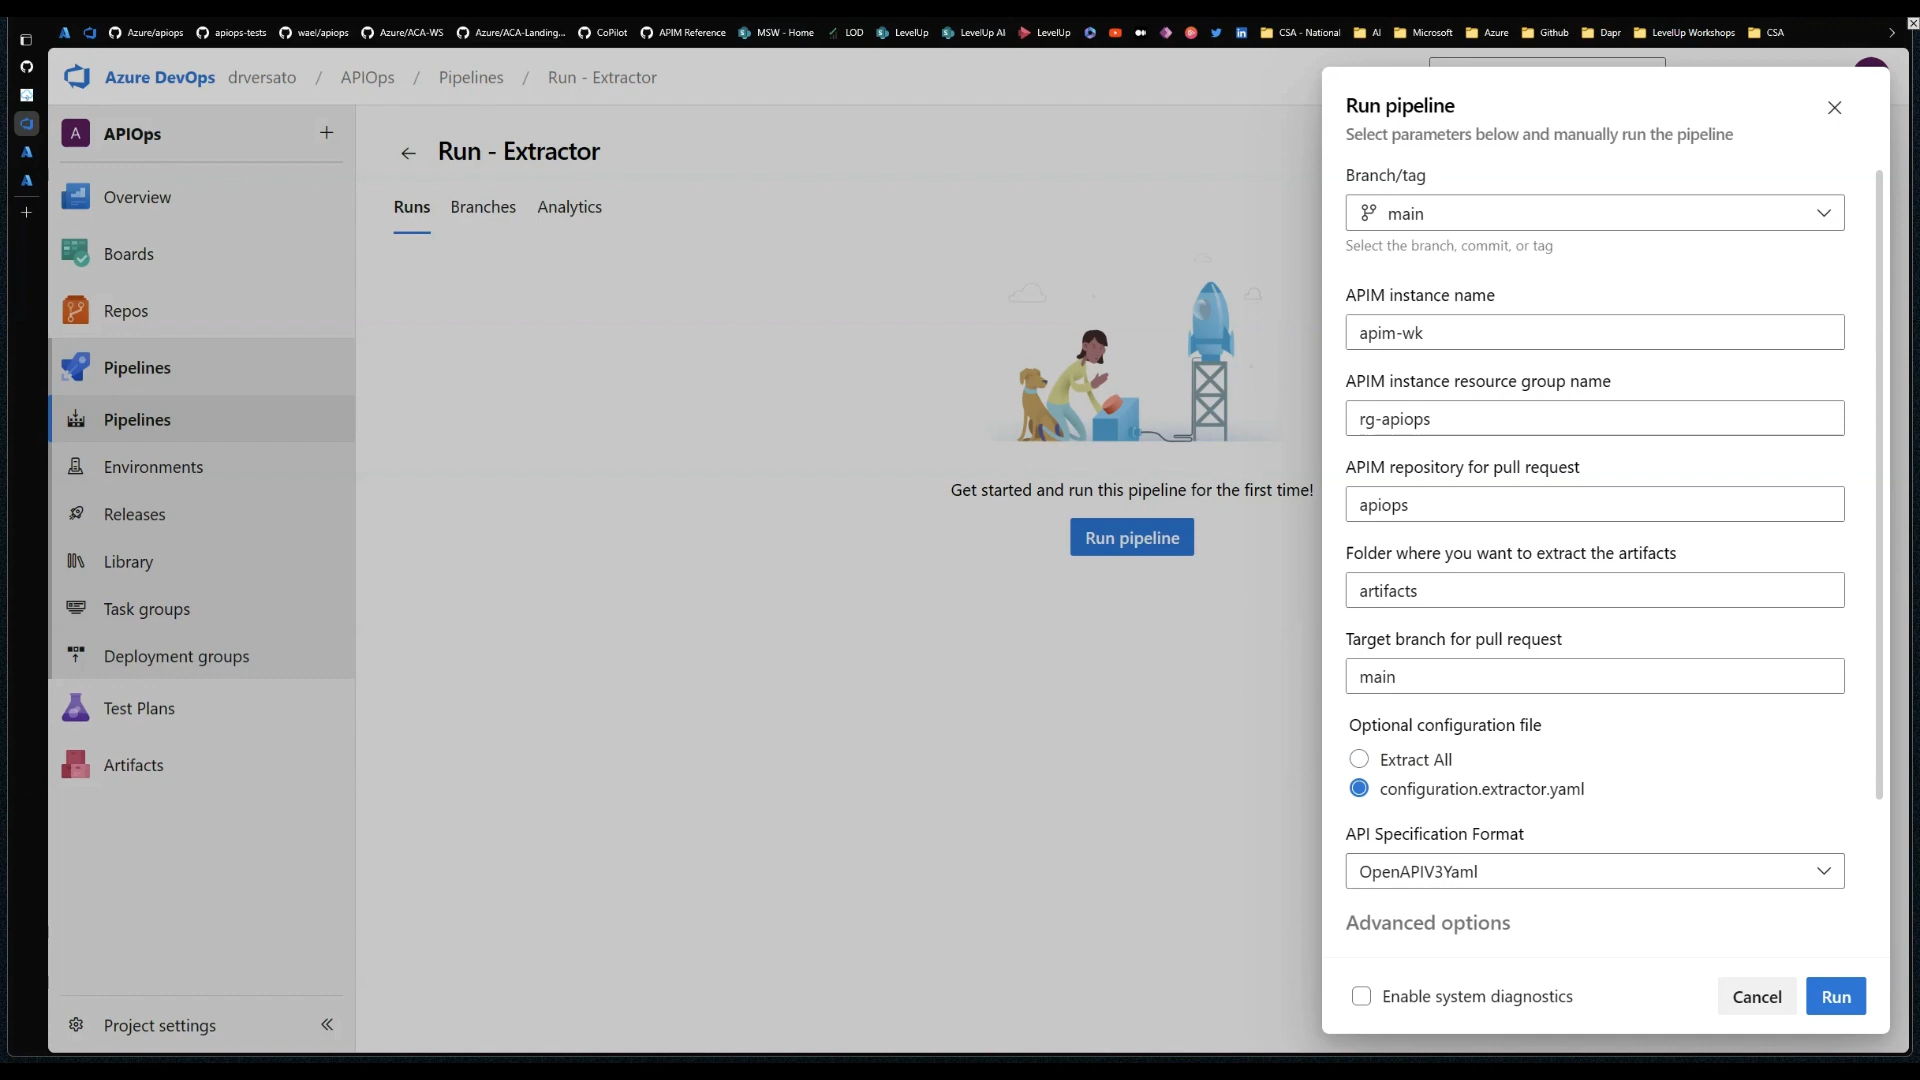 Azure/apiops apiops-tests wael/apiops Azure/ACA-WS Azure/ACA-Landing... CoPilot APIM Reference MSW - Home LOD LevelUp LevelUp AI LevelUp CSA - National AI Microsoft Azure Github Dapr LevelUp Workshops CSA
Azure DevOps drversato / APIOps / Pipelines / Run - Extractor
A APIOps
Overview
Boards
Repos
Pipelines
Pipelines
Environments
Releases
Library
Task groups
Deployment groups
Test Plans
Artifacts
Project settings
Run - Extractor
Runs Branches Analytics
Get started and run this pipeline for the first time!
Run pipeline
Run pipeline
Select parameters below and manually run the pipeline
Branch/tag
main
Select the branch, commit, or tag
APIM instance name
apim-wk
APIM instance resource group name
rg-apiops
APIM repository for pull request
apiops
Folder where you want to extract the artifacts
artifacts
Target branch for pull request
main
Optional configuration file
Extract All
configuration.extractor.yaml
API Specification Format
OpenAPIV3Yaml
Advanced options
Enable system diagnostics
Cancel Run